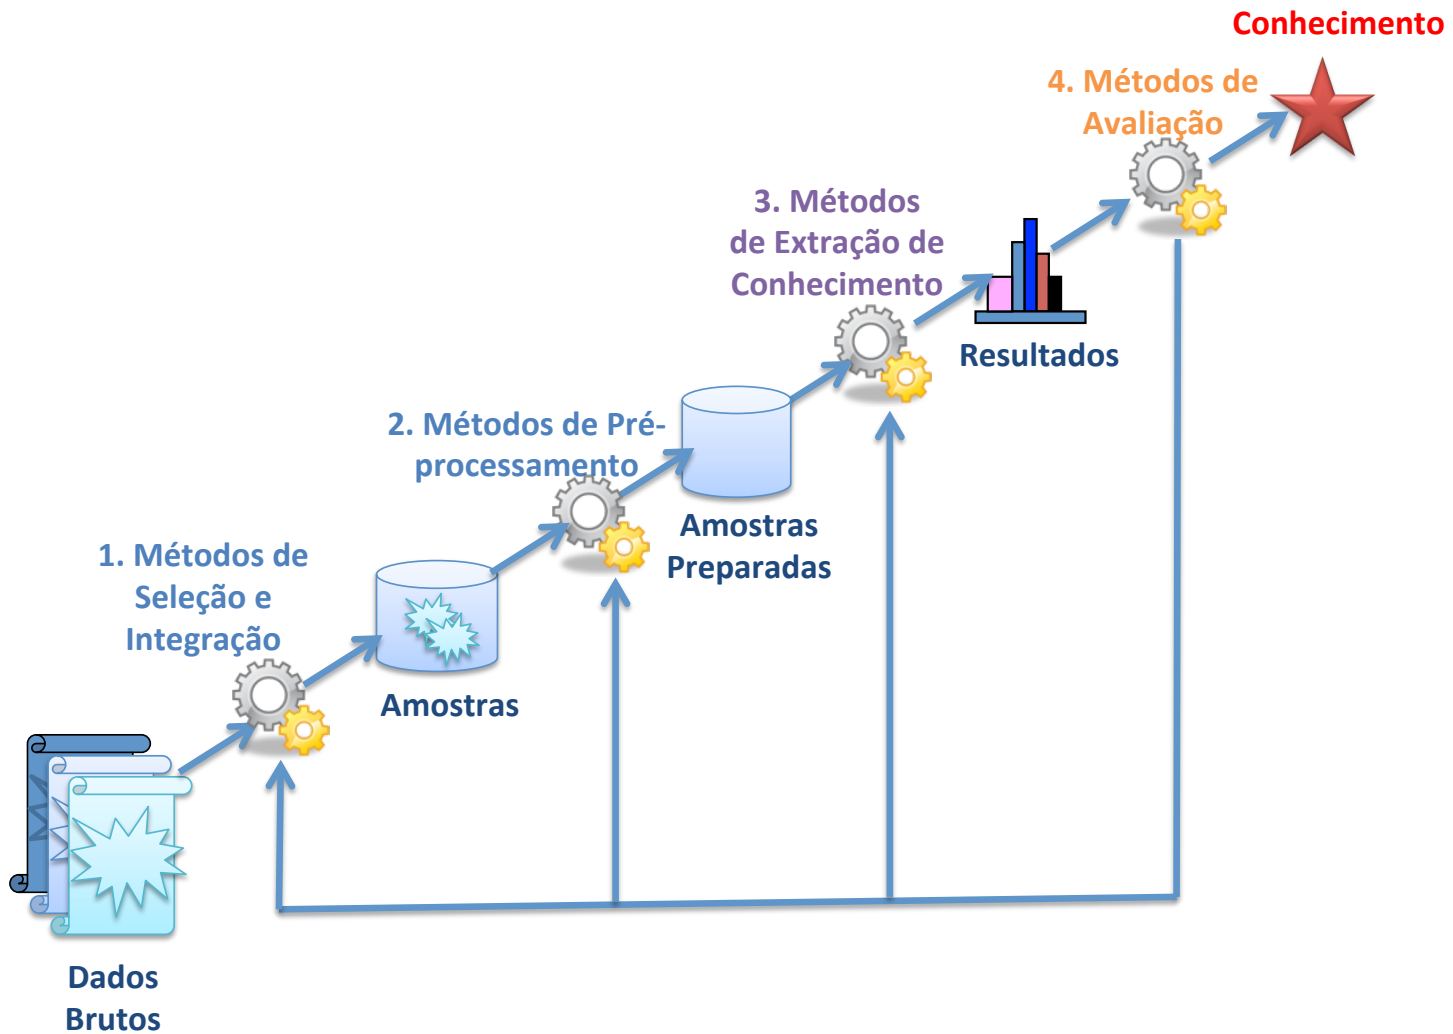 Conhecimento
4. Métodos de
Avaliação
3. Métodos
de Extração de
Conhecimento
Resultados
2. Métodos de Pré-
processamento
Amostras
Preparadas
1. Métodos de
Seleção e
Integração
Amostras
Dados
Brutos